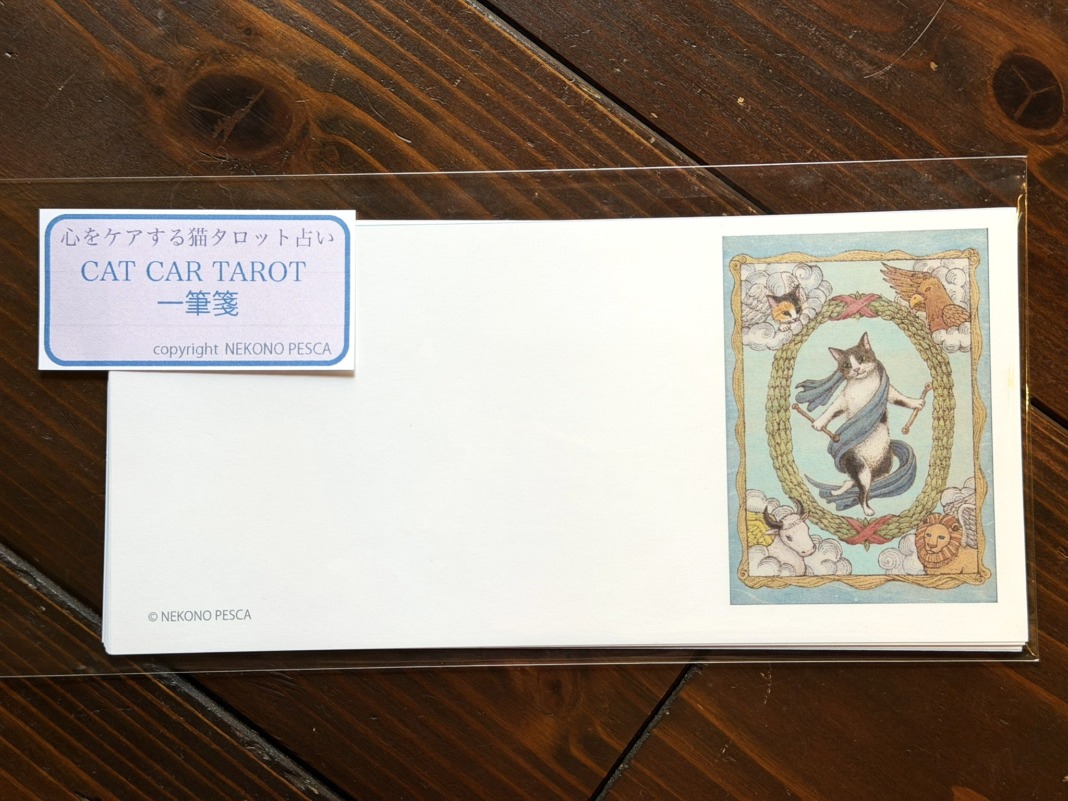 心をケアする猫タロット占い
CAT CAR TAROT
一筆箋
copyright NEKONO PESCA
© NEKONO PESCA